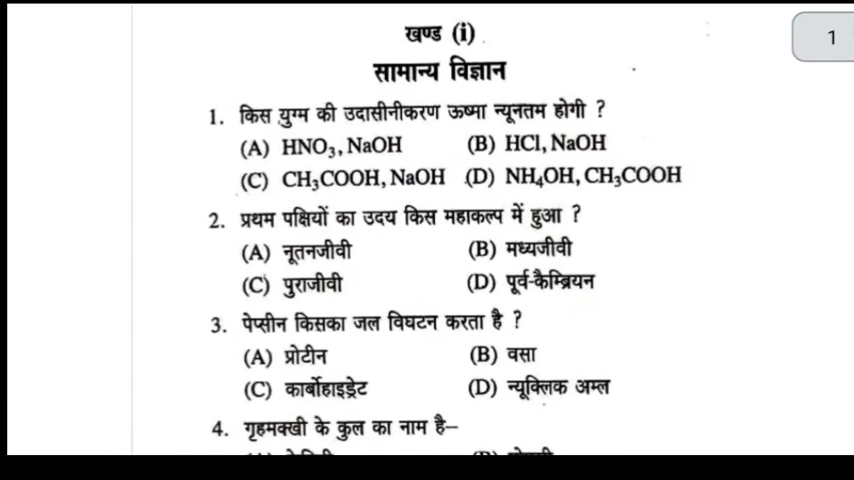 खण्ड (i)
1
सामान्य विज्ञान
1. किस युग्म की उदासीनीकरण ऊष्मा न्यूनतम होगी ?
(A) HNO₃, NaOH (B) HCl, NaOH
(C) CH₃COOH, NaOH (D) NH₄OH, CH₃COOH
2. प्रथम पक्षियों का उदय किस महाकल्प में हुआ ?
(A) नूतनजीवी (B) मध्यजीवी
(C) पुराजीवी (D) पूर्व-कैम्ब्रियन
3. पेप्सीन किसका जल विघटन करता है ?
(A) प्रोटीन (B) वसा
(C) कार्बोहाइड्रेट (D) न्यूक्लिक अम्ल
4. गृहमक्खी के कुल का नाम है–